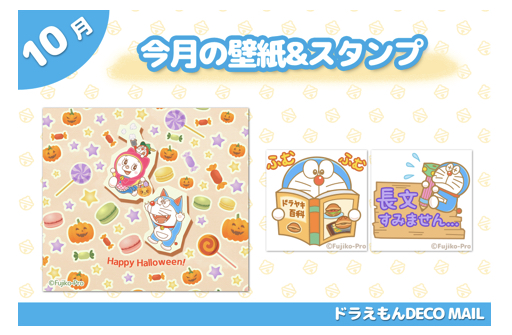 10月
今月の壁紙&スタンプ
Happy Halloween!
©Fujiko-Pro
ふむ
ふむ
ドラヤキ
百科
©Fujiko-Pro
長文
すみません…
©Fujiko-Pro
ドラえもんDECO MAIL